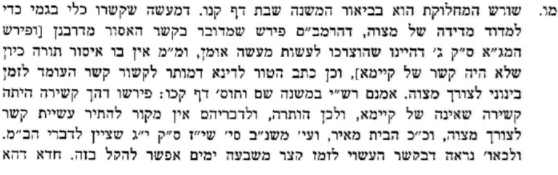 מו. שורש המחלוקת הוא בביאור המשנה שבת דף קנז. דמעשה שקשרו כלי בגמי כדי
למדוד מדידה של מצוה, דהרמב"ם פירש שמדובר בקשר האסור מדרבנן [ופירש
המג"א ס"ק ג' דהיינו שהוצרכו לעשות מעשה אומן, ומ"מ אין בו איסור תורה כיון
שלא היה קשר של קיימא], וכן כתב הטור לדינא דמותר לקשור קשר העומד לזמן
בינוני לצורך מצוה. אמנם רש"י במשנה שם ותוס' דף קכו: פירשו דהך קשירה היתה
קשירה שאינה של קיימא, ולכן הותרה, ולדבריהם אין מקור להתיר עשיית קשר
לצורך מצוה, וכ"כ הבית מאיר, ועי' משנ"ב סי' שי"ז ס"ק י"ג שציין לדברי הב"מ.
ולכאו' נראה דבקשר העשוי לזמן קצר משבעה ימים אפשר להקל בזה. חדא דהא